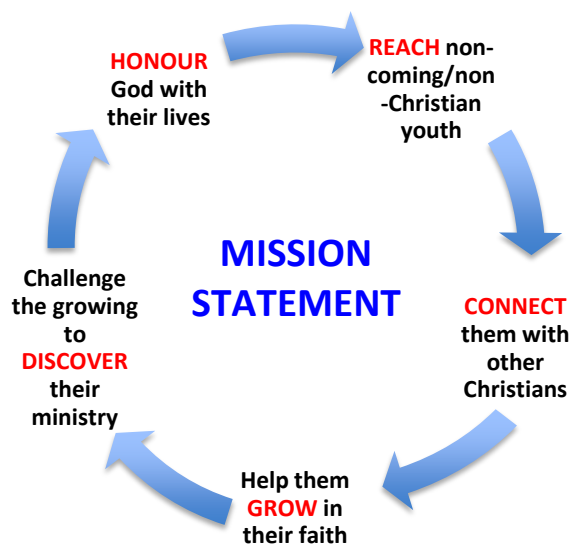 MISSION
STATEMENT
REACH non-
coming/non
-Christian
youth
CONNECT
them with
other
Christians
Help them
GROW in
their faith
Challenge
the growing
to
DISCOVER
their
ministry
HONOUR
God with
their lives